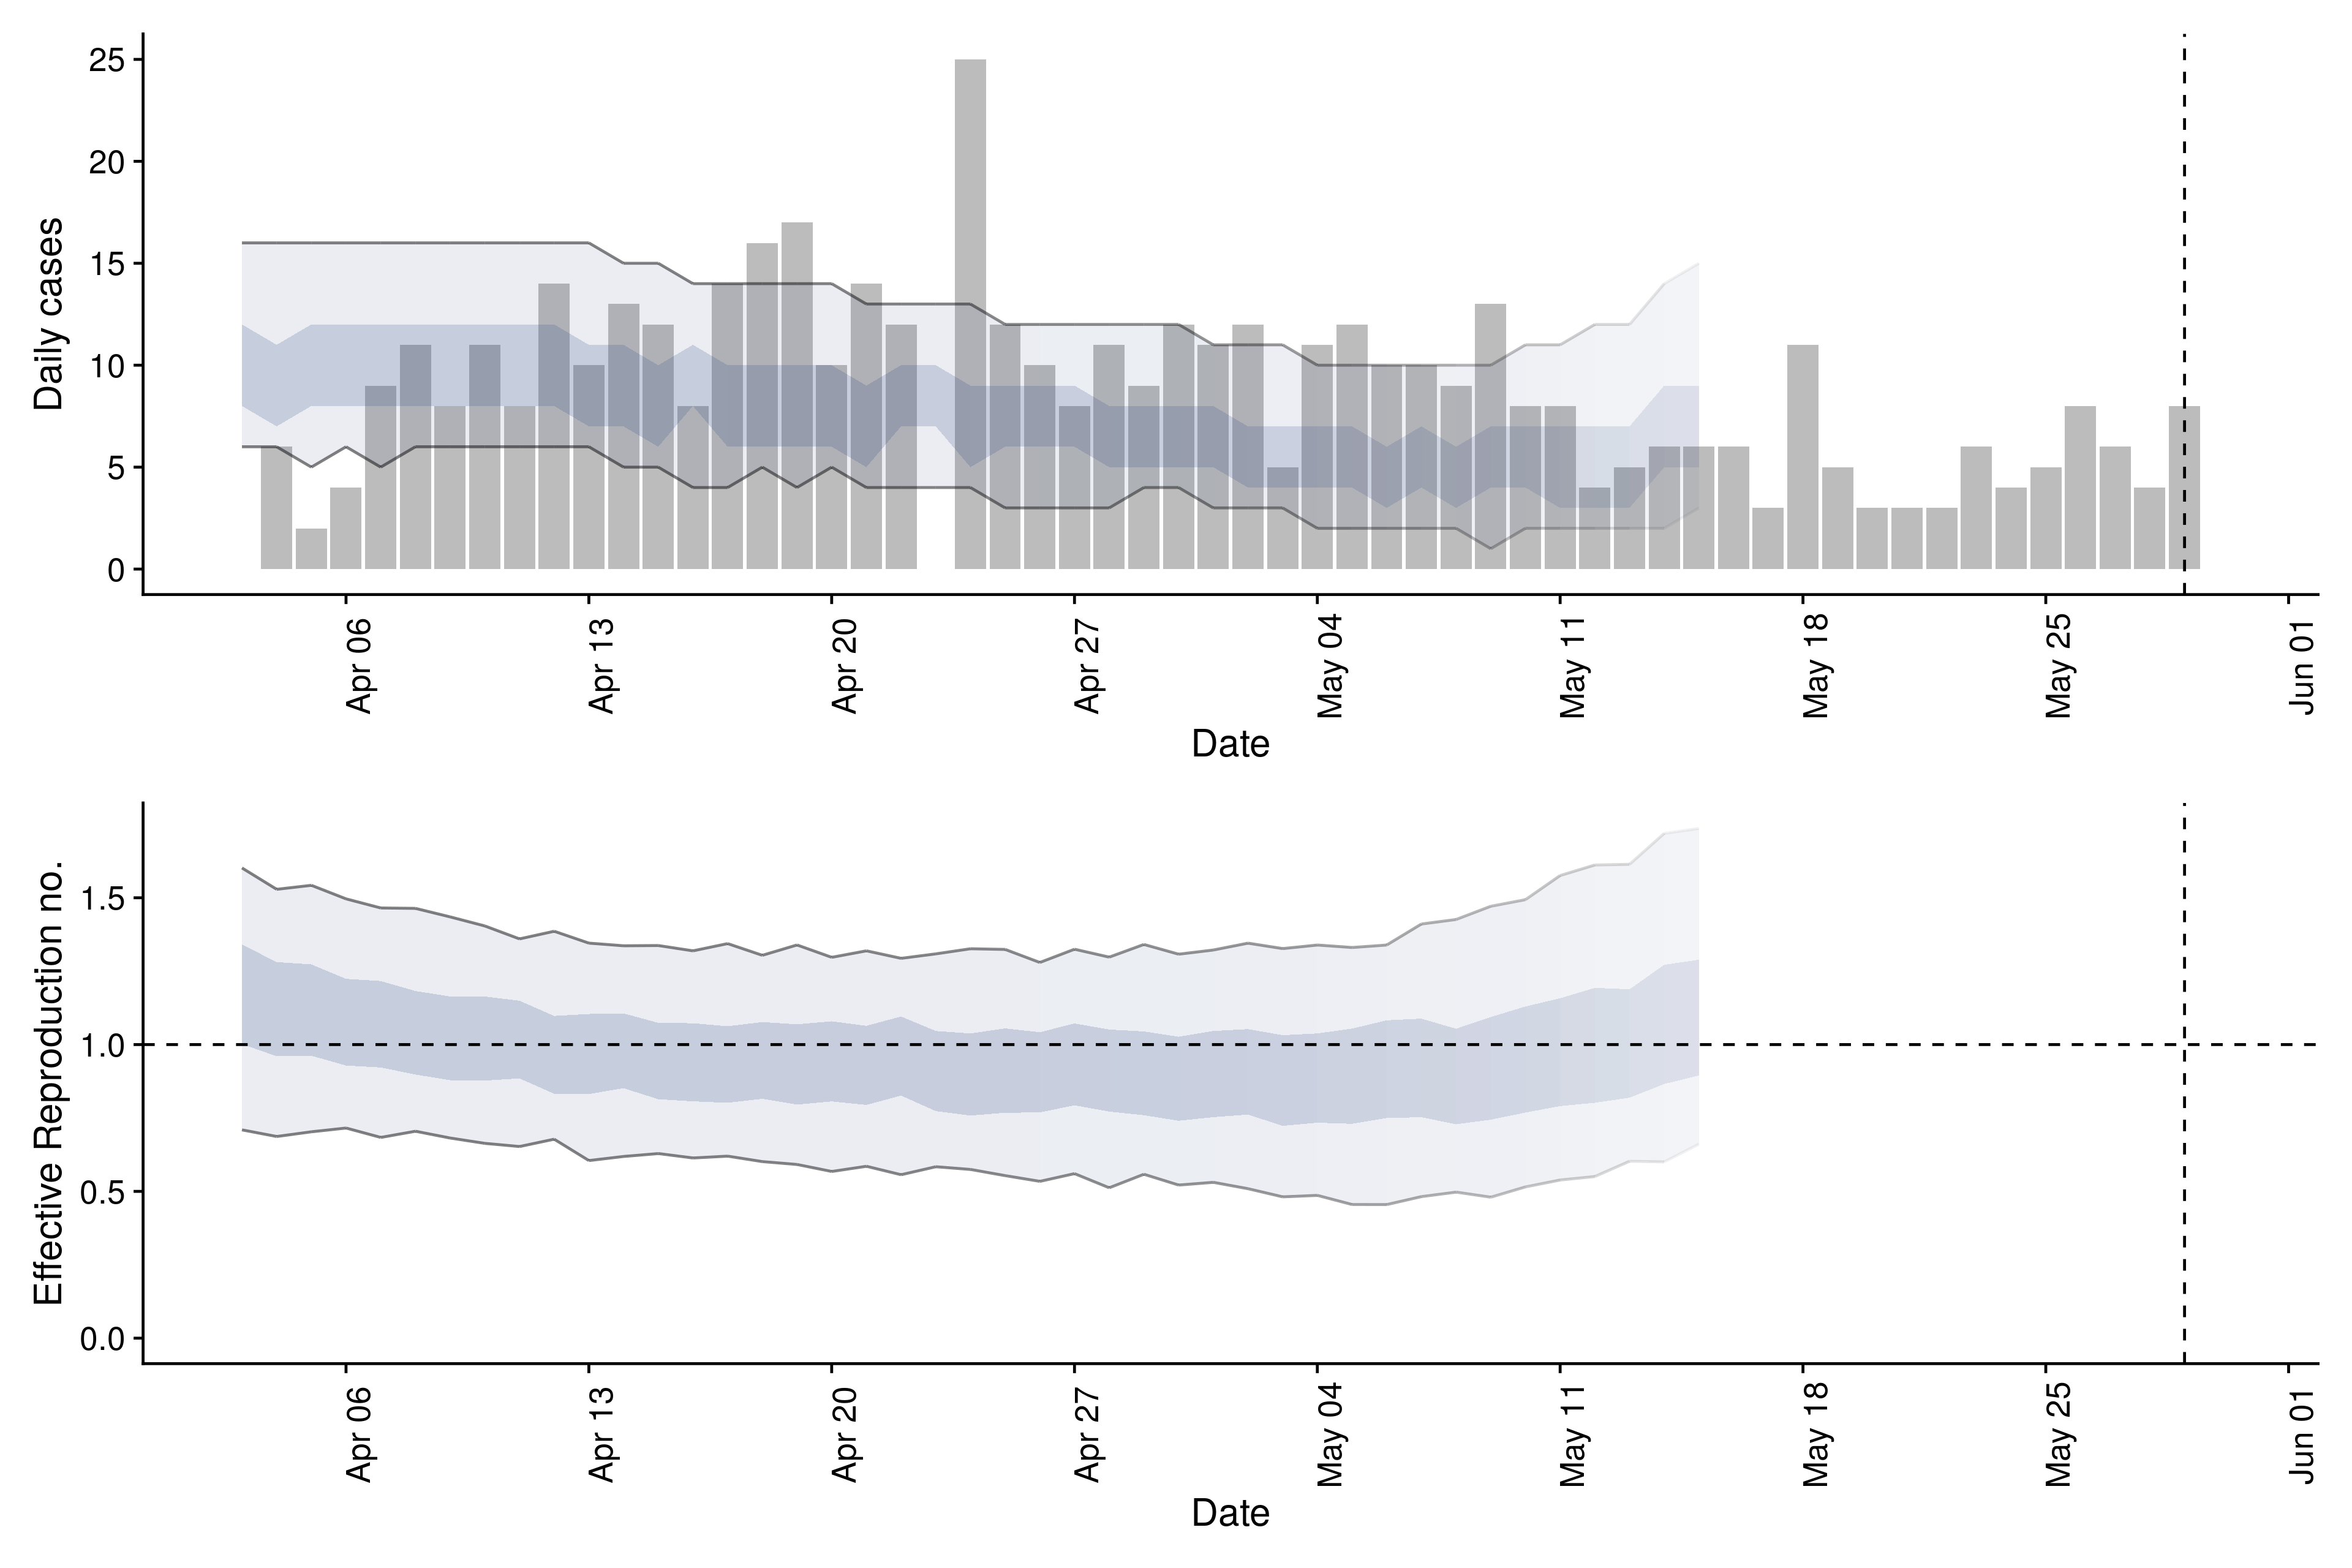 Daily cases
25
20
15
10
5
0
Apr 06
Apr 13
Apr 20
Apr 27
May 04
May 11
May 18
May 25
Jun 01
Date
Effective Reproduction no.
1.5
1.0
0.5
0.0
Apr 06
Apr 13
Apr 20
Apr 27
May 04
May 11
May 18
May 25
Jun 01
Date